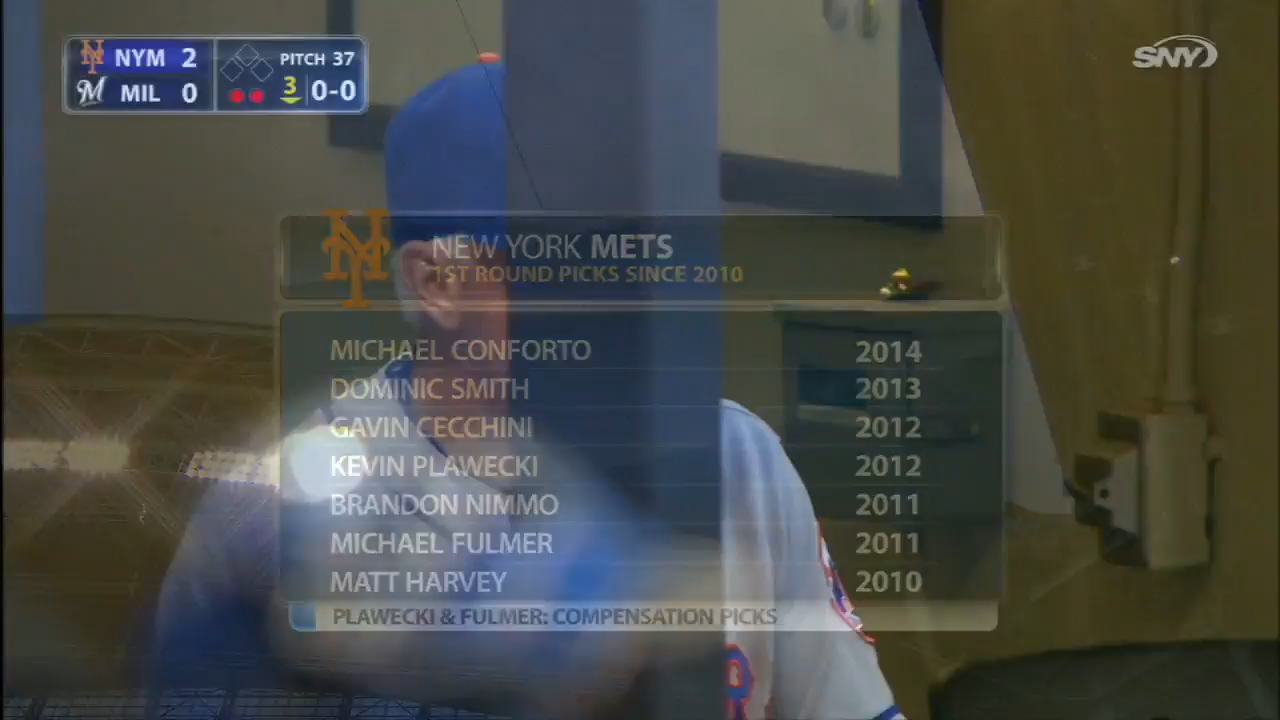 NYM 2
MIL 0
PITCH 37
3 0-0
SNY
NEW YORK METS
1ST ROUND PICKS SINCE 2010
MICHAEL CONFORTO 2014
DOMINIC SMITH 2013
GAVIN CECCHINI 2012
KEVIN PLAWECKI 2012
BRANDON NIMMO 2011
MICHAEL FULMER 2011
MATT HARVEY 2010
PLAWECKI & FULMER: COMPENSATION PICKS